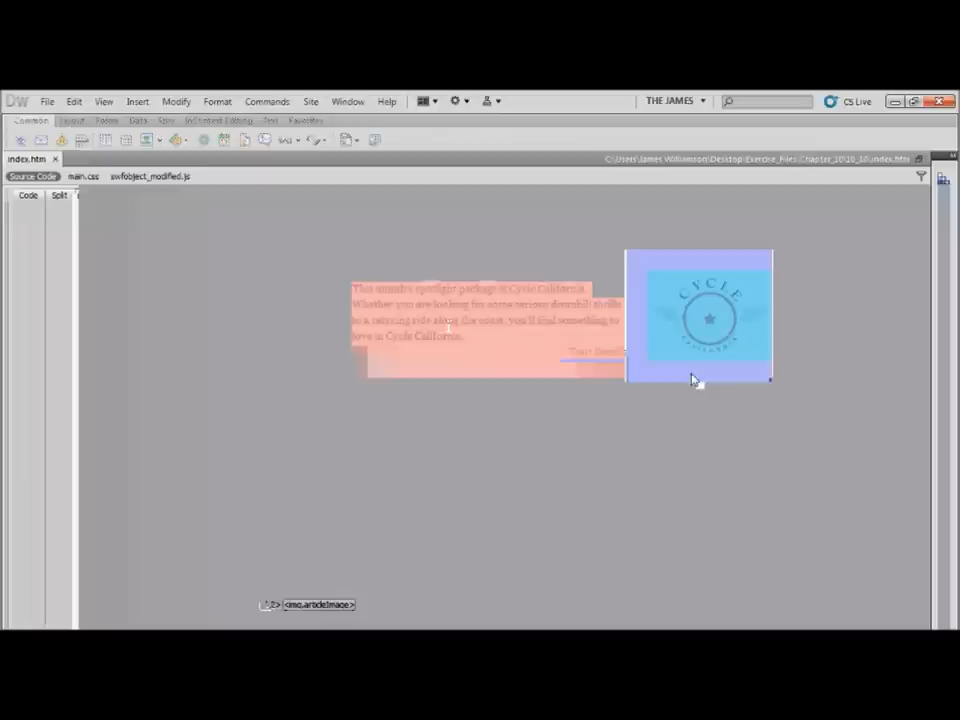 Dw File Edit View Insert Modify Format Commands Site Window Help THE JAMES CS Live
Common Layout Forms Data Spry InContext Editing Text Favorites
index.htm × C:\Users\James Williamson\Desktop\Exercise_Files\Chapter_10\10_10\index.htm
Source Code main.css swfobject_modified.js
Code Split
This month's spotlight package is Cycle California.
Whether you are looking for some serious downhill thrills
to a relaxing ride along the coast, you'll find something to
love in Cycle California.
Tour
CYCLE
CALIFORNIA
<img.articleImage>